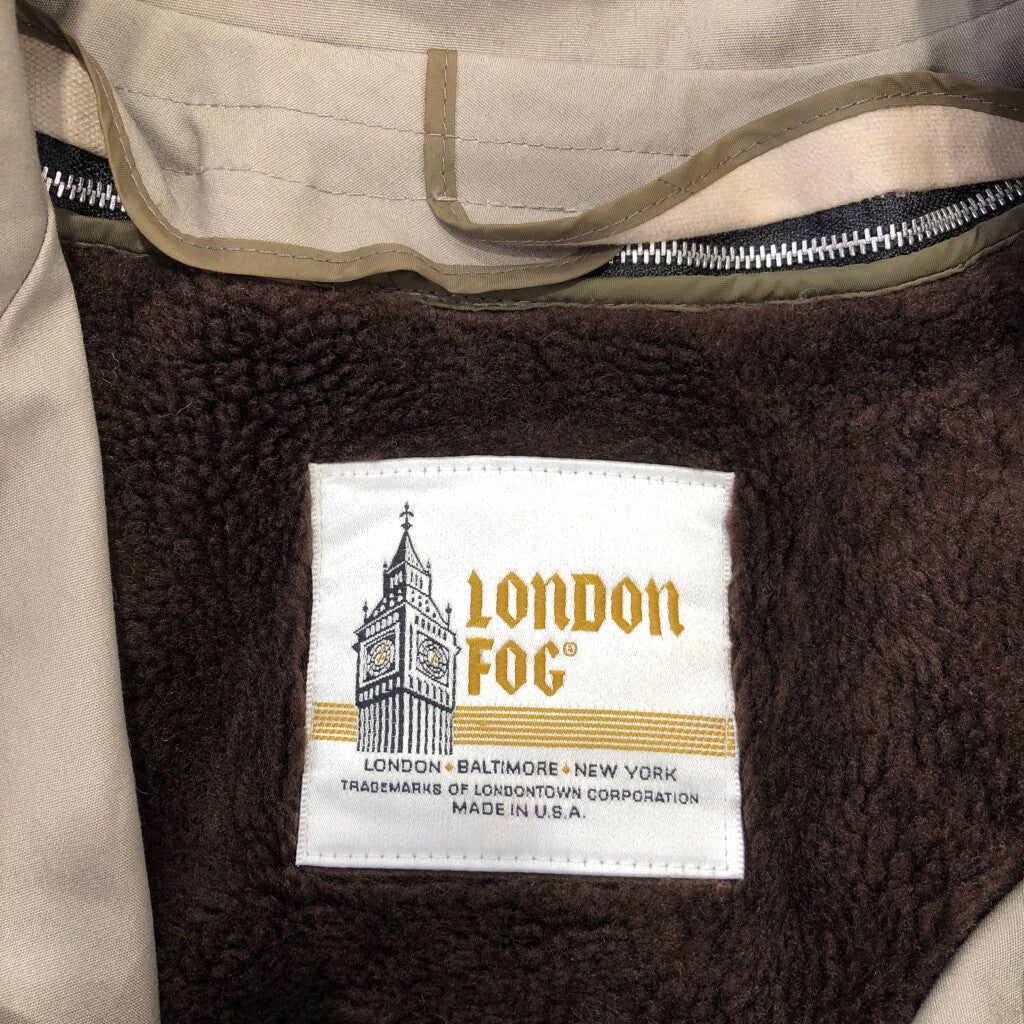 LONDON
FOG®
LONDON ◆ BALTIMORE ◆ NEW YORK
TRADEMARKS OF LONDONTOWN CORPORATION
MADE IN U.S.A.